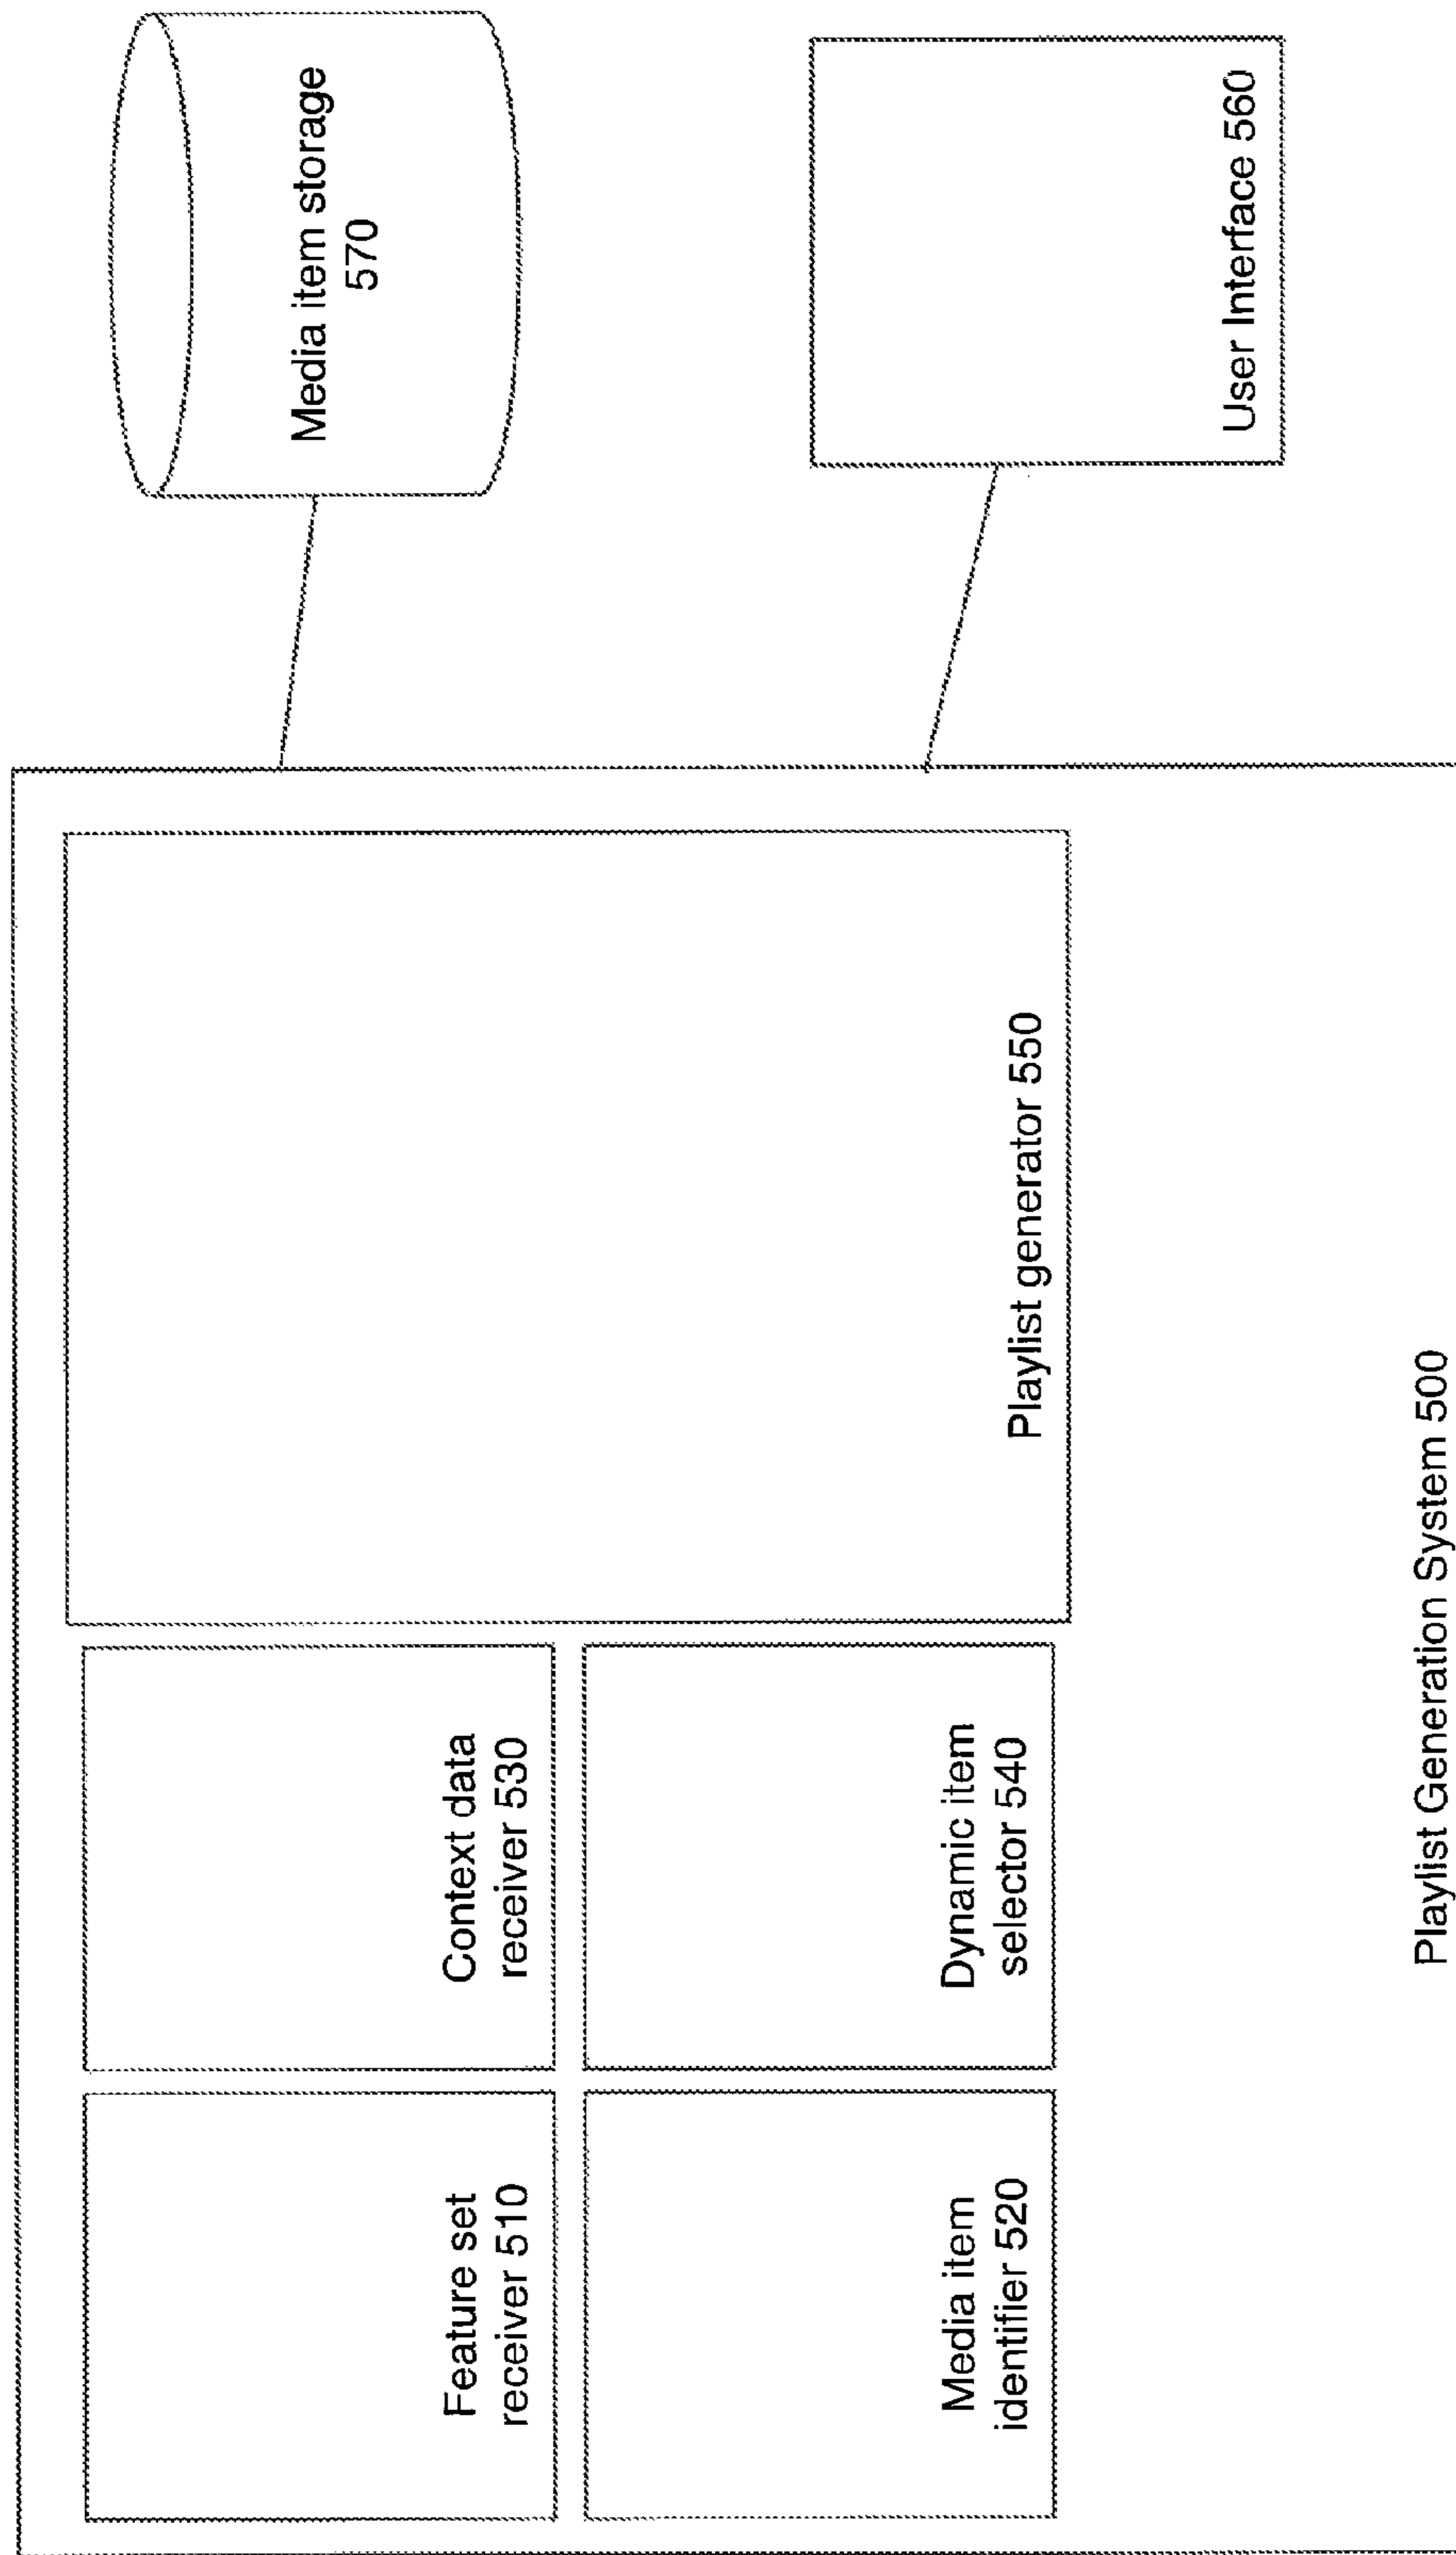 Feature set
receiver 510
Context data
receiver 530
Media item
identifier 520
Dynamic item
selector 540
Playlist generator 550
Playlist Generation System 500
Media item storage
570
User Interface 560